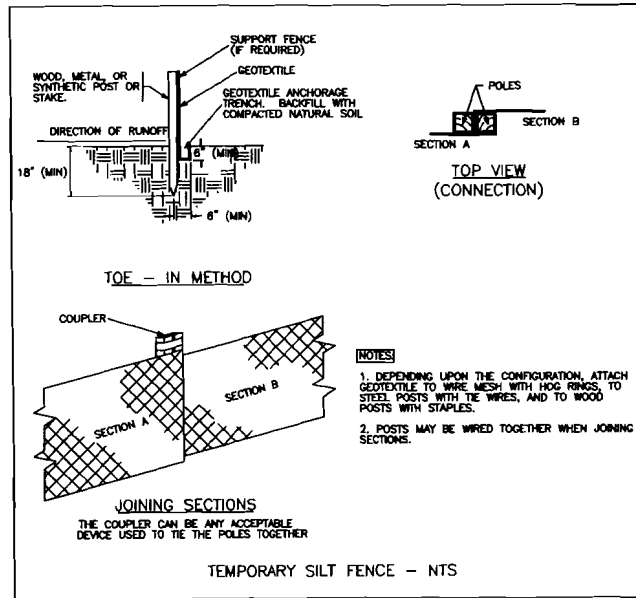 SUPPORT FENCE
(IF REQUIRED)
WOOD, METAL, OR
SYNTHETIC POST OR
STAKE.
GEOTEXTILE
GEOTEXTILE ANCHORAGE
TRENCH. BACKFILL WITH
COMPACTED NATURAL SOIL
DIRECTION OF RUNOFF
6" (MIN)
18" (MIN)
6" (MIN)
TOE - IN METHOD
POLES
SECTION B
SECTION A
TOP VIEW
(CONNECTION)
COUPLER
SECTION A
SECTION B
JOINING SECTIONS
THE COUPLER CAN BE ANY ACCEPTABLE
DEVICE USED TO TIE THE POLES TOGETHER
NOTES
1. DEPENDING UPON THE CONFIGURATION, ATTACH
GEOTEXTILE TO WIRE MESH WITH HOG RINGS, TO
STEEL POSTS WITH TIE WIRES, AND TO WOOD
POSTS WITH STAPLES.
2. POSTS MAY BE WIRED TOGETHER WHEN JOINING
SECTIONS.
TEMPORARY SILT FENCE - NTS